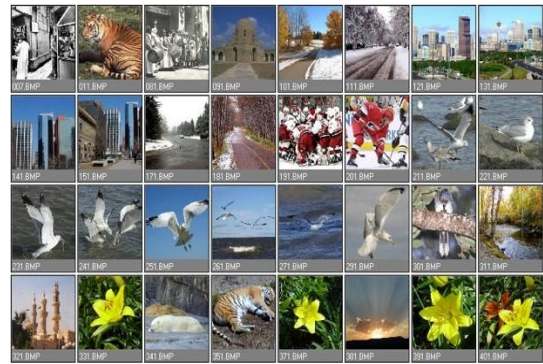 007.BMP 011.BMP 081.BMP 091.BMP 101.BMP 111.BMP 121.BMP 131.BMP
141.BMP 151.BMP 171.BMP 181.BMP 191.BMP 201.BMP 211.BMP 221.BMP
231.BMP 241.BMP 251.BMP 261.BMP 271.BMP 291.BMP 301.BMP 311.BMP
321.BMP 331.BMP 341.BMP 351.BMP 371.BMP 381.BMP 391.BMP 401.BMP